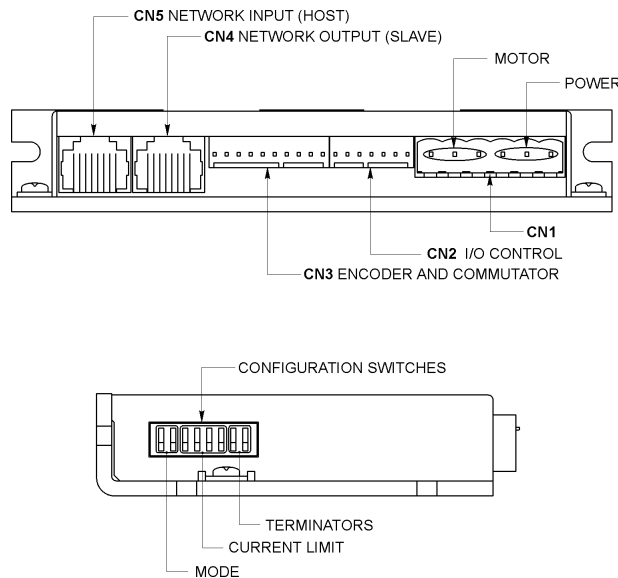 CN5 NETWORK INPUT (HOST)
CN4 NETWORK OUTPUT (SLAVE)
MOTOR
POWER
CN1
CN2 I/O CONTROL
CN3 ENCODER AND COMMUTATOR
CONFIGURATION SWITCHES
TERMINATORS
CURRENT LIMIT
MODE